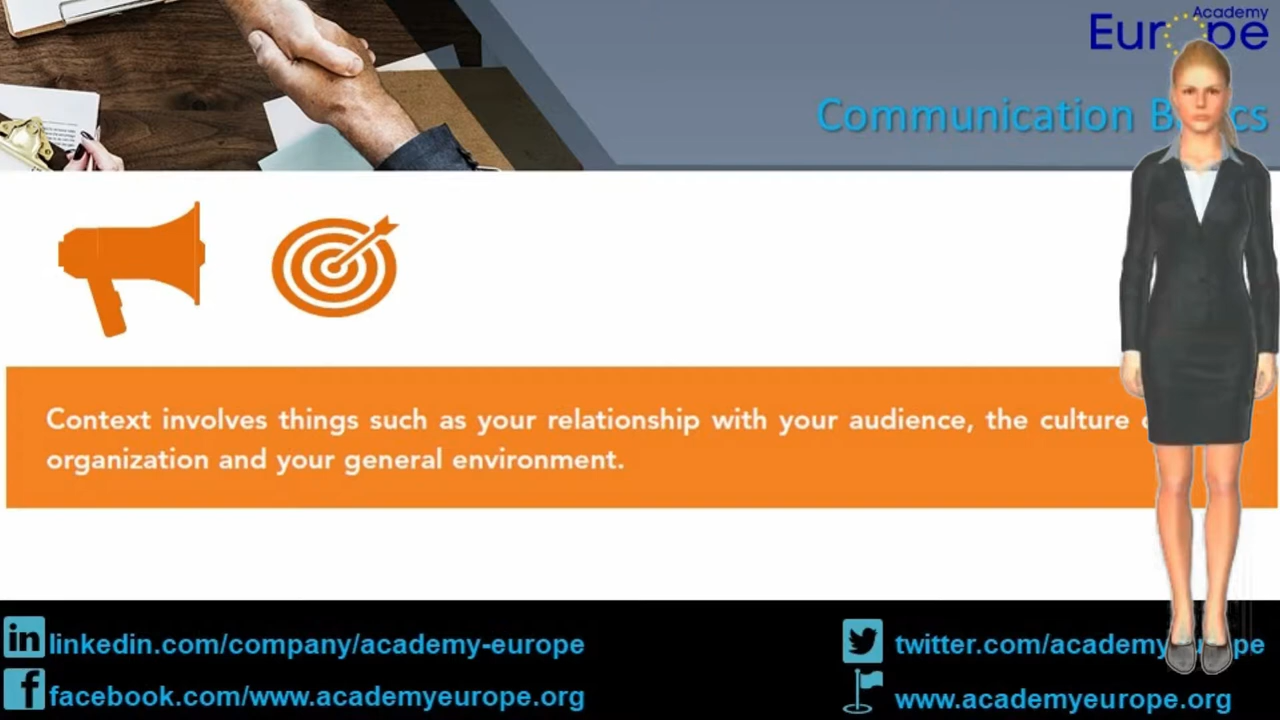 Academy
Eur pe
Communication B cs
Context involves things such as your relationship with your audience, the culture
organization and your general environment.
in linkedin.com/company/academy-europe
twitter.com/academy pe
f facebook.com/www.academyeurope.org
www.academyeurope.org